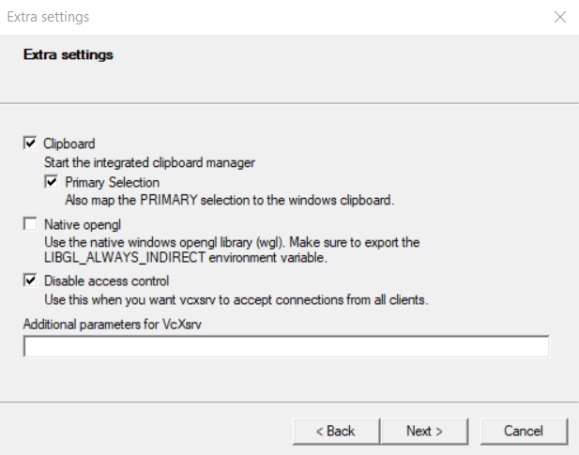 Extra settings
Extra settings
Clipboard
Start the integrated clipboard manager
Primary Selection
Also map the PRIMARY selection to the windows clipboard.
Native opengl
Use the native windows opengl library (wgl). Make sure to export the
LIBGL_ALWAYS_INDIRECT environment variable.
Disable access control
Use this when you want vcxsrv to accept connections from all clients.
Additional parameters for VcXsrv
< Back Next > Cancel